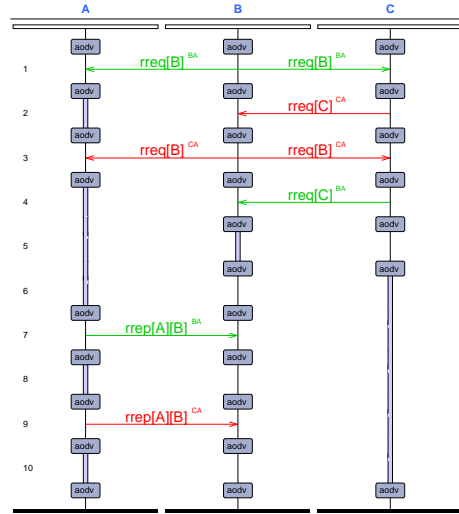 A B C
aodv aodv aodv
1 rreq[B] BA rreq[B] BA
aodv aodv aodv
2 rreq[C] CA
aodv aodv aodv
3 rreq[B] CA rreq[B] CA
aodv aodv aodv
4 rreq[C] BA
aodv aodv
5
aodv aodv
6
aodv aodv
7 rrep[A][B] BA
aodv aodv
8
aodv aodv
9 rrep[A][B] CA
aodv aodv
10
aodv aodv aodv